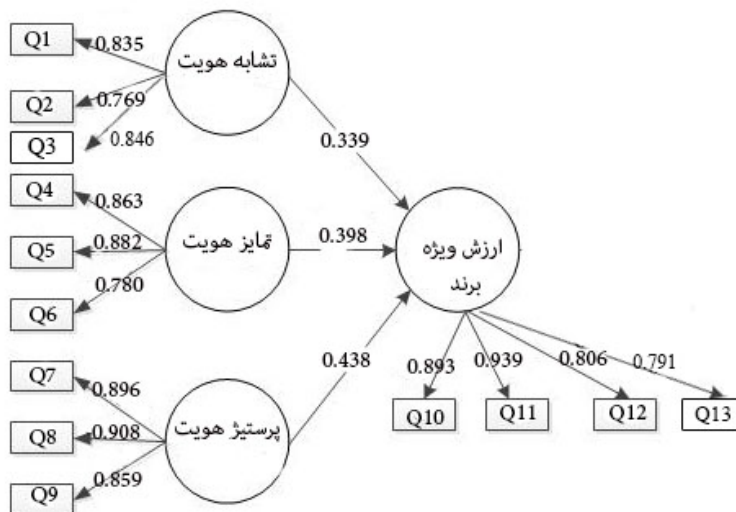 Q1
0.835
تشابه هویت
Q2
0.769
Q3
0.846
0.339
Q4
0.863
تمایز هویت
Q5
0.882
0.398
ارزش ویژه
برند
Q6
0.780
0.438
Q7
0.896
پرستیژ هویت
Q8
0.908
Q9
0.859
0.893
0.939
0.806
0.791
Q10
Q11
Q12
Q13